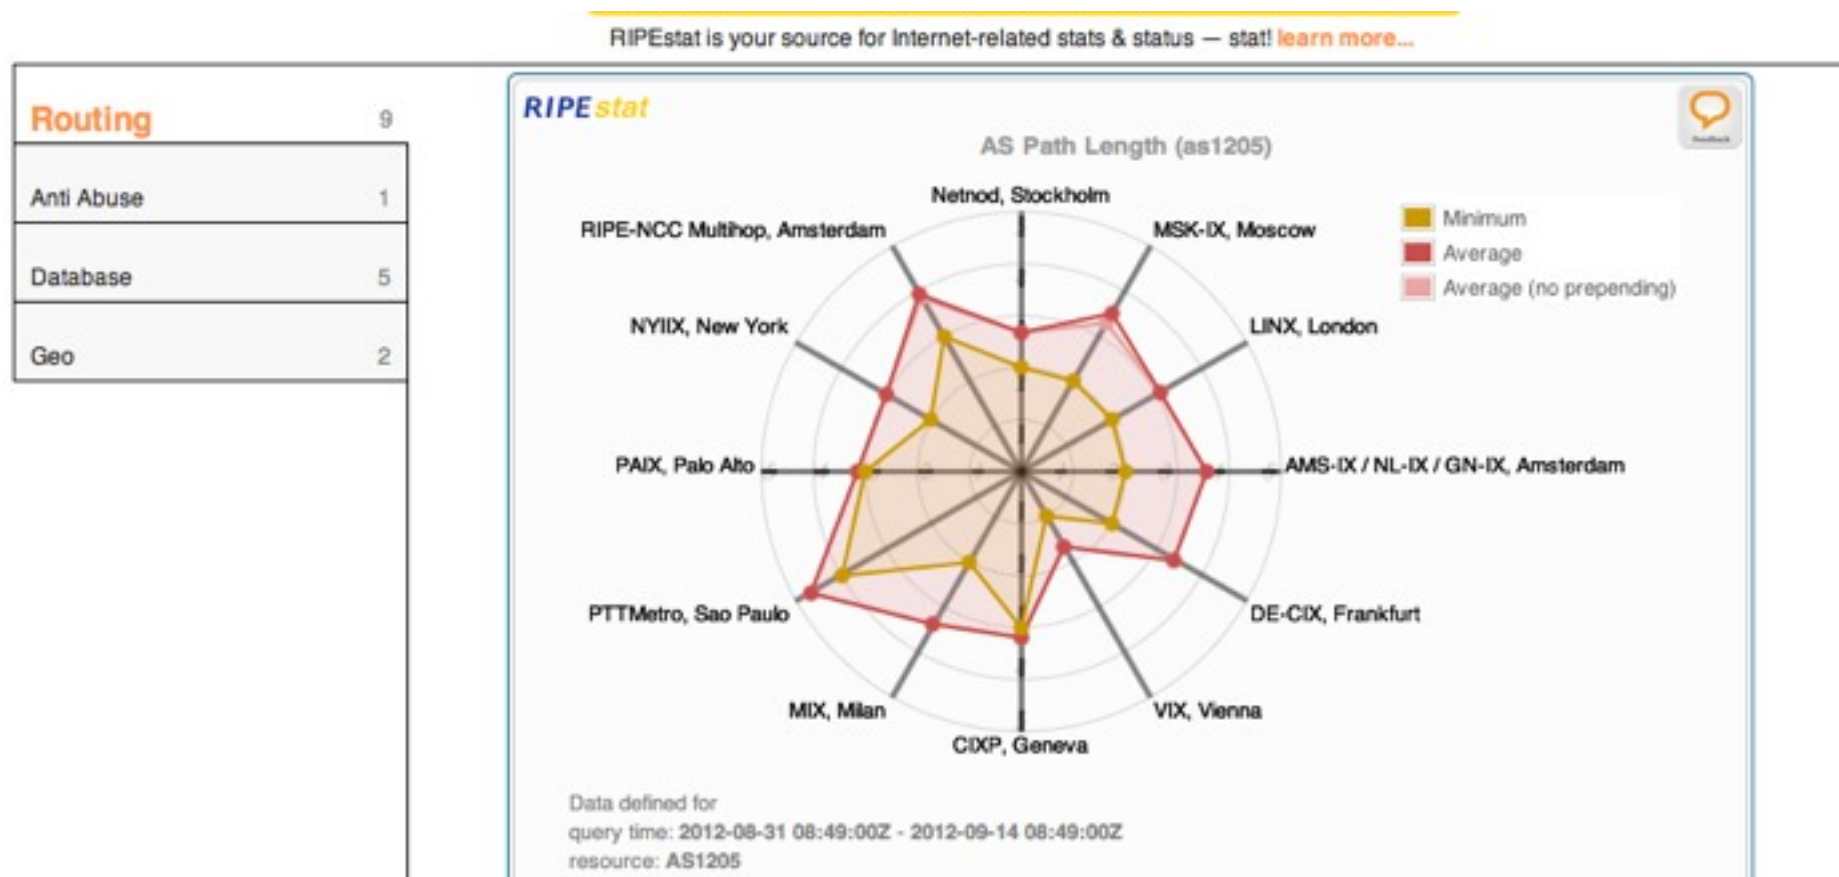 RIPEstat is your source for Internet-related stats & status — stat! learn more...
Routing 9
Anti Abuse 1
Database 5
Geo 2
RIPEstat
Feedback
AS Path Length (as1205)
Netnod, Stockholm
RIPE-NCC Multihop, Amsterdam
MSK-IX, Moscow
Minimum
Average
Average (no prepending)
NYIIX, New York
LINX, London
PAIX, Palo Alto
AMS-IX / NL-IX / GN-IX, Amsterdam
PTTMetro, Sao Paulo
DE-CIX, Frankfurt
MIX, Milan
VIX, Vienna
CIXP, Geneva
Data defined for
query time: 2012-08-31 08:49:00Z - 2012-09-14 08:49:00Z
resource: AS1205